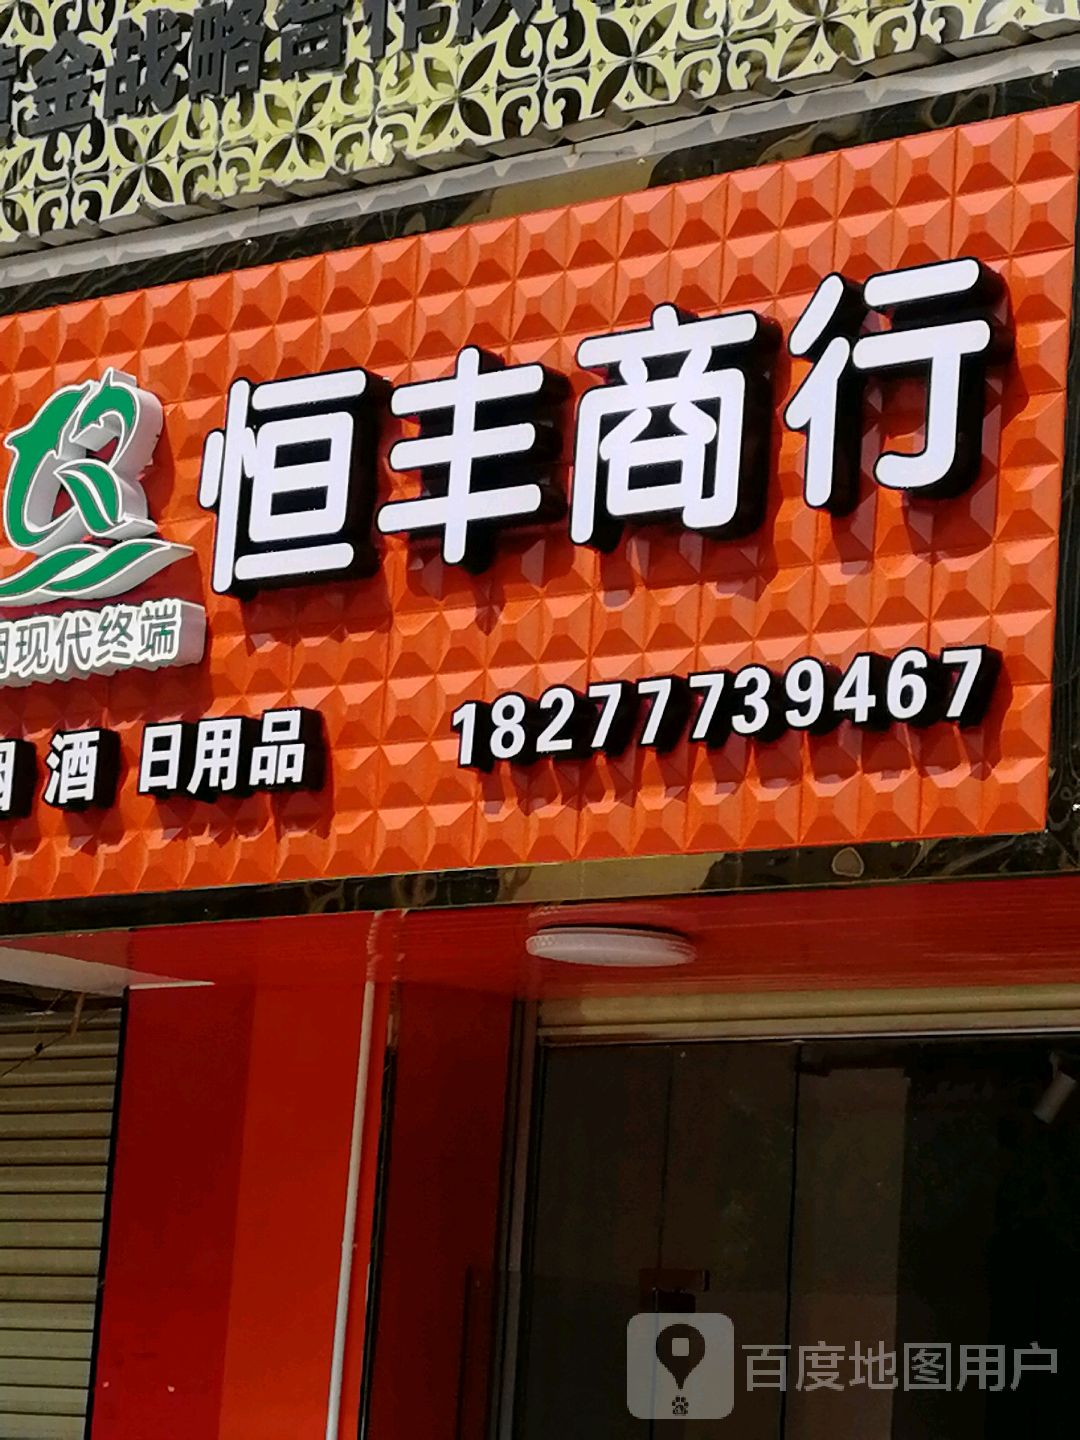 金战略合作伙
恒丰商行
现代终端
18277739467
烟 酒 日用品
百度地图用户